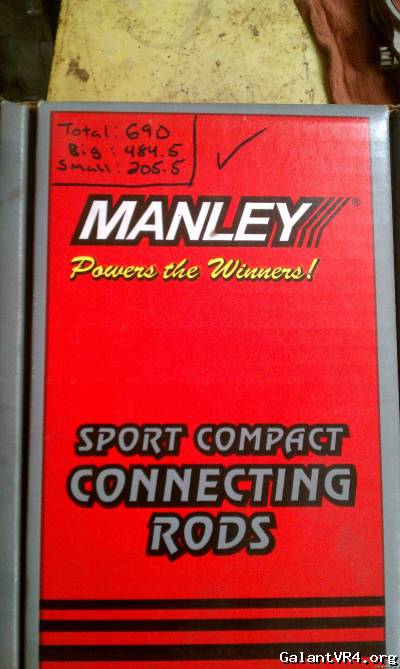 Total: 690
Big: 484.5
Small: 205.5
MANLEY®
Powers the Winners!
SPORT COMPACT
CONNECTING
RODS
GalantVR4.org